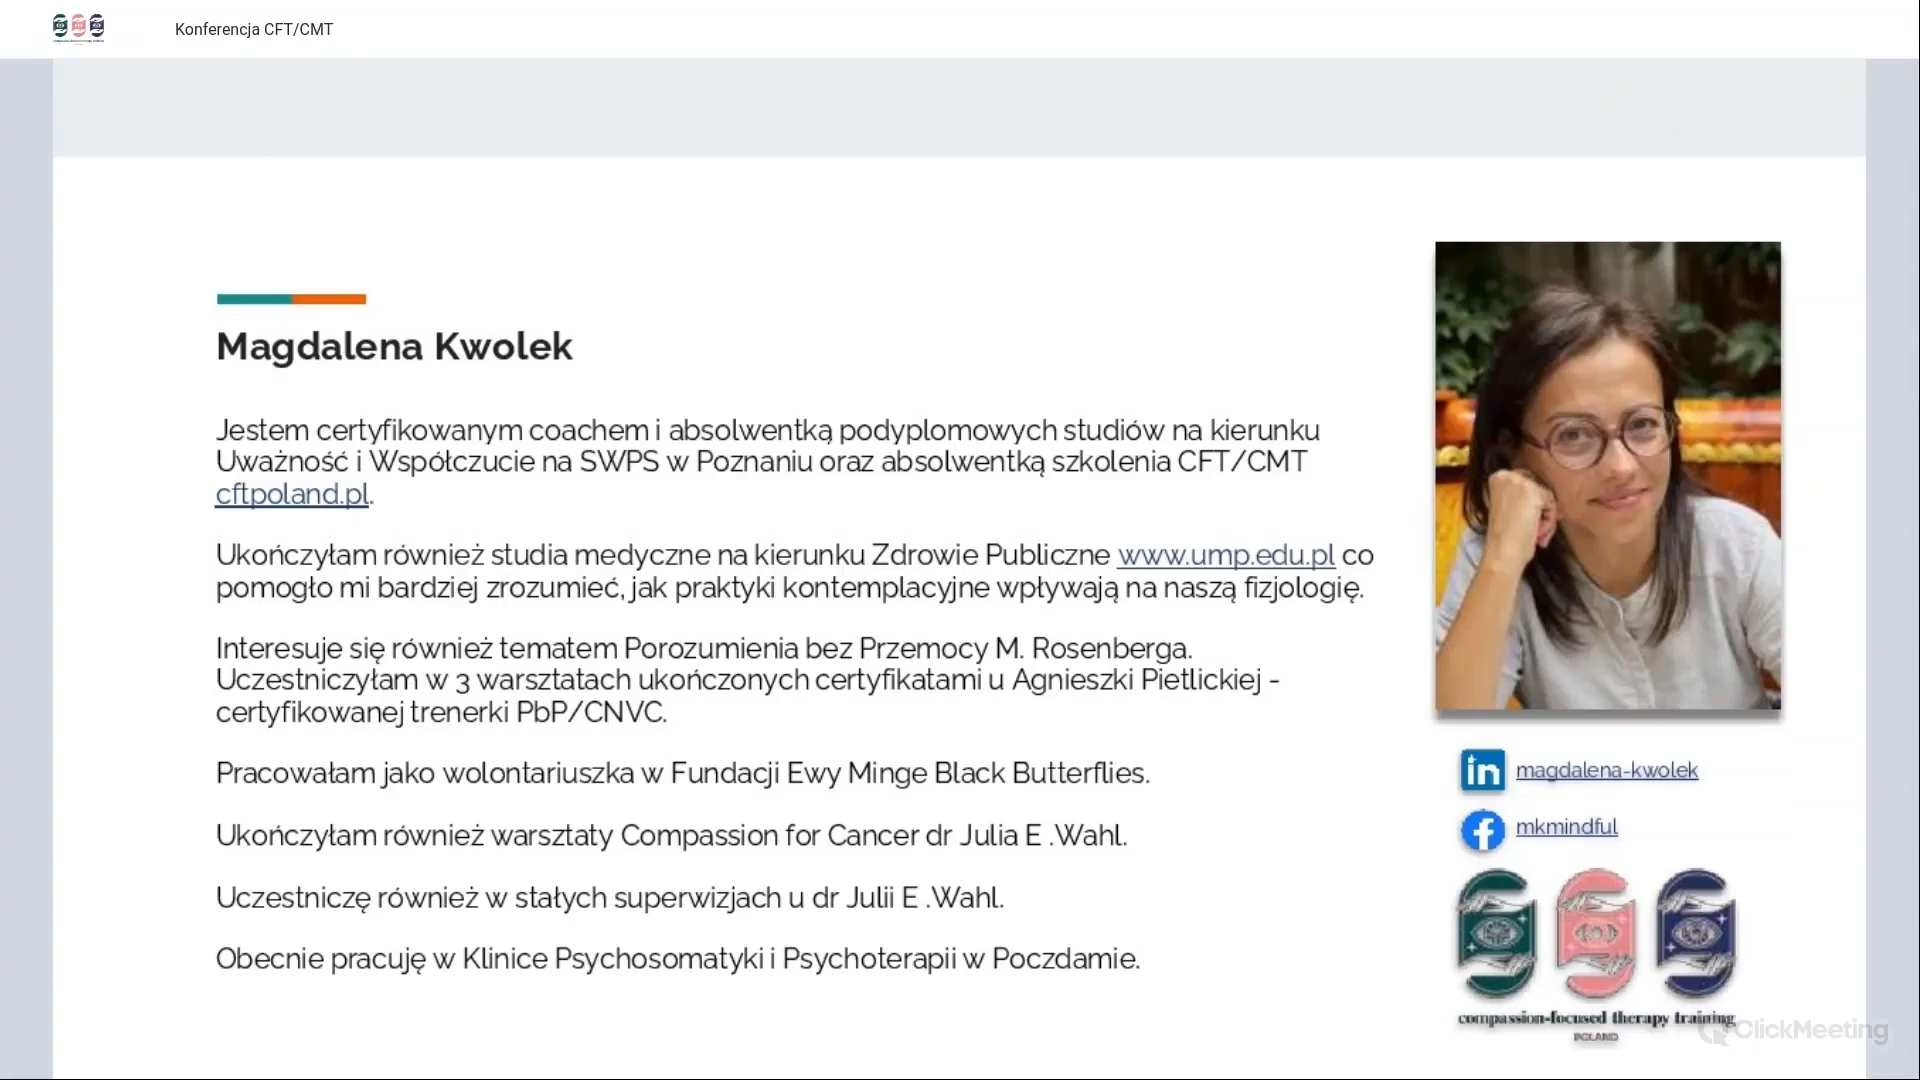 Konferencja CFT/CMT
Magdalena Kwolek
Jestem certyfikowanym coachem i absolwentką podyplomowych studiów na kierunku
Uważność i Współczucie na SWPS w Poznaniu oraz absolwentką szkolenia CFT/CMT
cftpoland.pl.
Ukończyłam również studia medyczne na kierunku Zdrowie Publiczne www.ump.edu.pl co
pomogło mi bardziej zrozumieć, jak praktyki kontemplacyjne wpływają na naszą fizjologię.
Interesuje się również tematem Porozumienia bez Przemocy M. Rosenberga.
Uczestniczyłam w 3 warsztatach ukończonych certyfikatami u Agnieszki Pietlickiej -
certyfikowanej trenerki PbP/CNVC.
Pracowałam jako wolontariuszka w Fundacji Ewy Minge Black Butterflies.
Ukończyłam również warsztaty Compassion for Cancer dr Julia E .Wahl.
Uczestniczę również w stałych superwizjach u dr Julii E .Wahl.
Obecnie pracuję w Klinice Psychosomatyki i Psychoterapii w Poczdamie.
in magdalena-kwolek
mkmindful
compassion-focused therapy training
POLAND
ClickMeeting